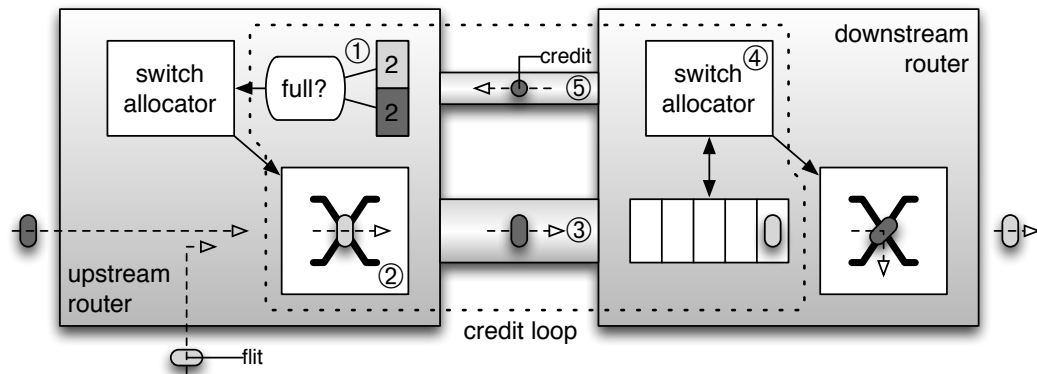 downstream
router
①
2
2
full?
switch
allocator
credit
⑤
④
switch
allocator
③
②
upstream
router
credit loop
flit